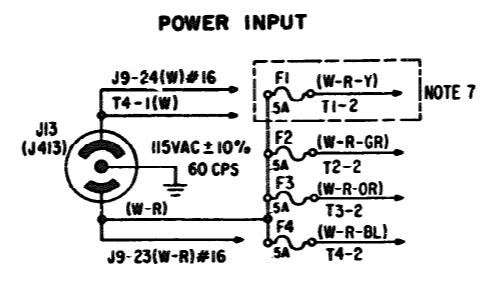 POWER INPUT
J9-24(W)#16
T4-1(W)
J13
(J413)
115VAC ± 10%
60 CPS
(W-R)
J9-23(W-R)#16
F1
.5A
(W-R-Y)
T1-2
NOTE 7
F2
.5A
(W-R-GR)
T2-2
F3
.5A
(W-R-OR)
T3-2
F4
.5A
(W-R-BL)
T4-2